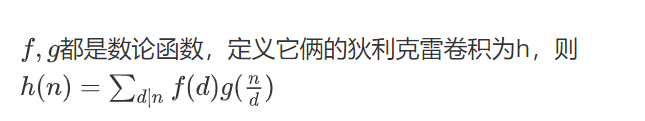 f,g都是数论函数，定义它俩的狄利克雷卷积为h，则
h(n) = ∑_{d|n} f(d)g(\frac{n}{d})